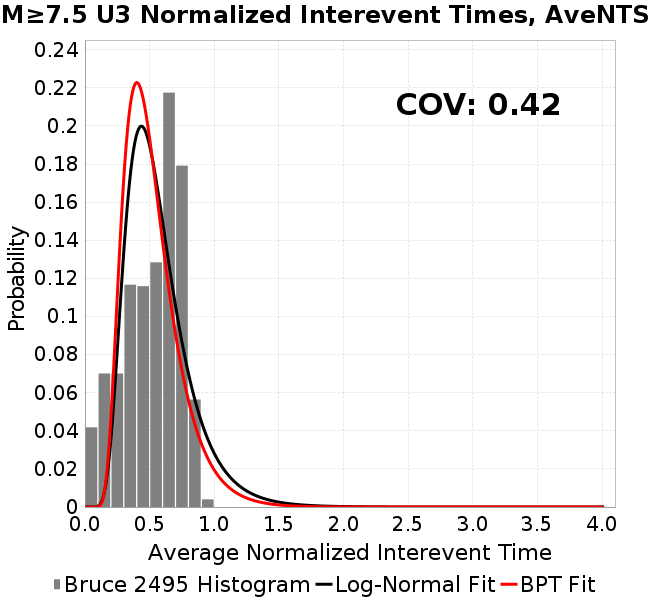 M≥7.5 U3 Normalized Interevent Times, AveNTS
COV: 0.42
Probability
0.24
0.22
0.2
0.18
0.16
0.14
0.12
0.1
0.08
0.06
0.04
0.02
0
0.0 0.5 1.0 1.5 2.0 2.5 3.0 3.5 4.0
Average Normalized Interevent Time
Bruce 2495 Histogram Log-Normal Fit BPT Fit